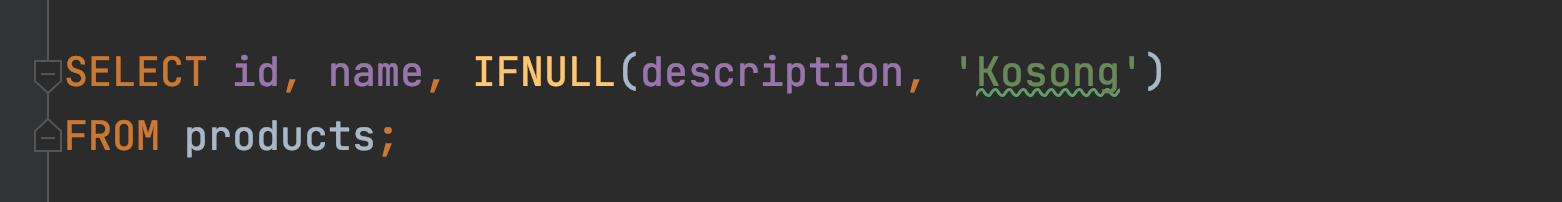 SELECT id, name, IFNULL(description, 'Kosong')
FROM products;